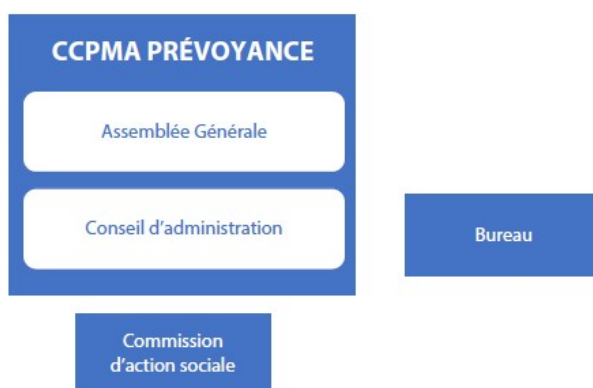 CCPMA PRÉVOYANCE
Assemblée Générale
Conseil d’administration
Bureau
Commission
d’action sociale